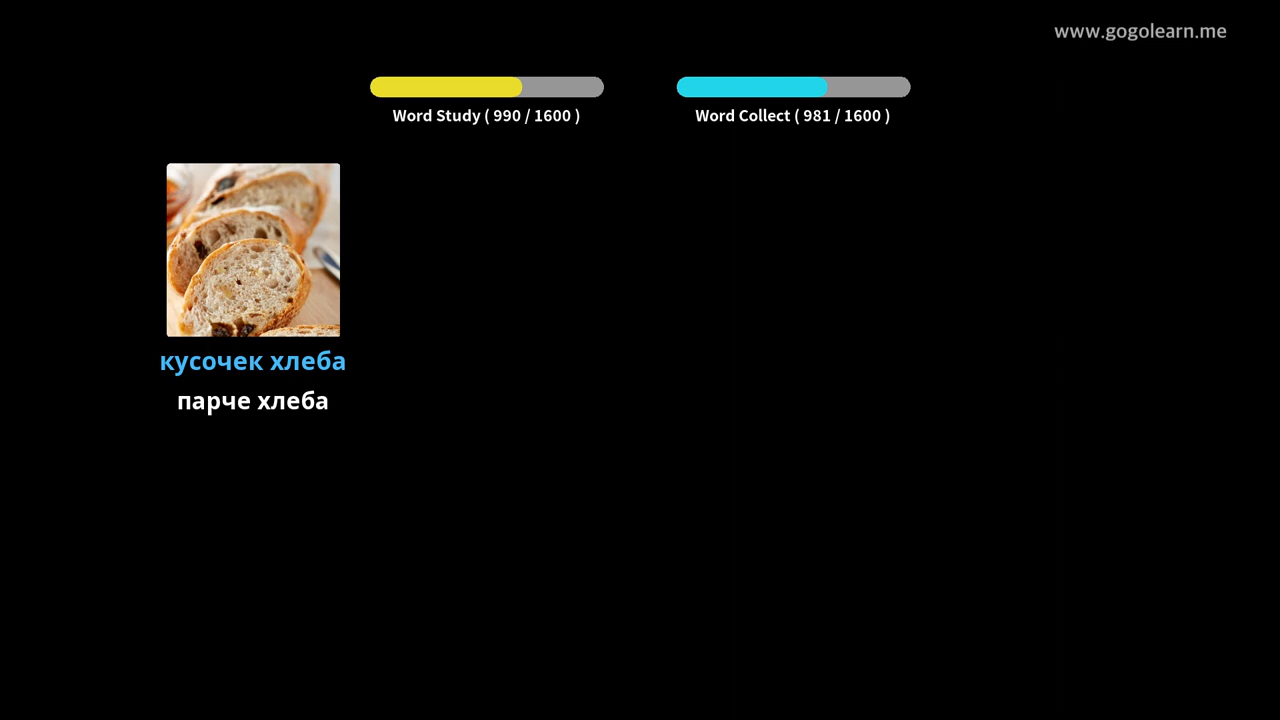 www.gogolearn.me
Word Study ( 990 / 1600 )
Word Collect ( 981 / 1600 )
кусочек хлеба
парче хлеба